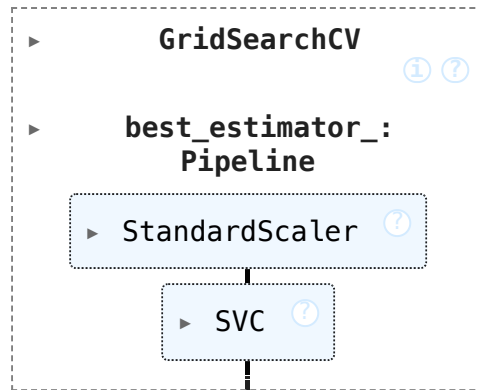 ▸ GridSearchCV
i ?
▸ best_estimator_:
Pipeline
▸ StandardScaler ?
▸ SVC ?